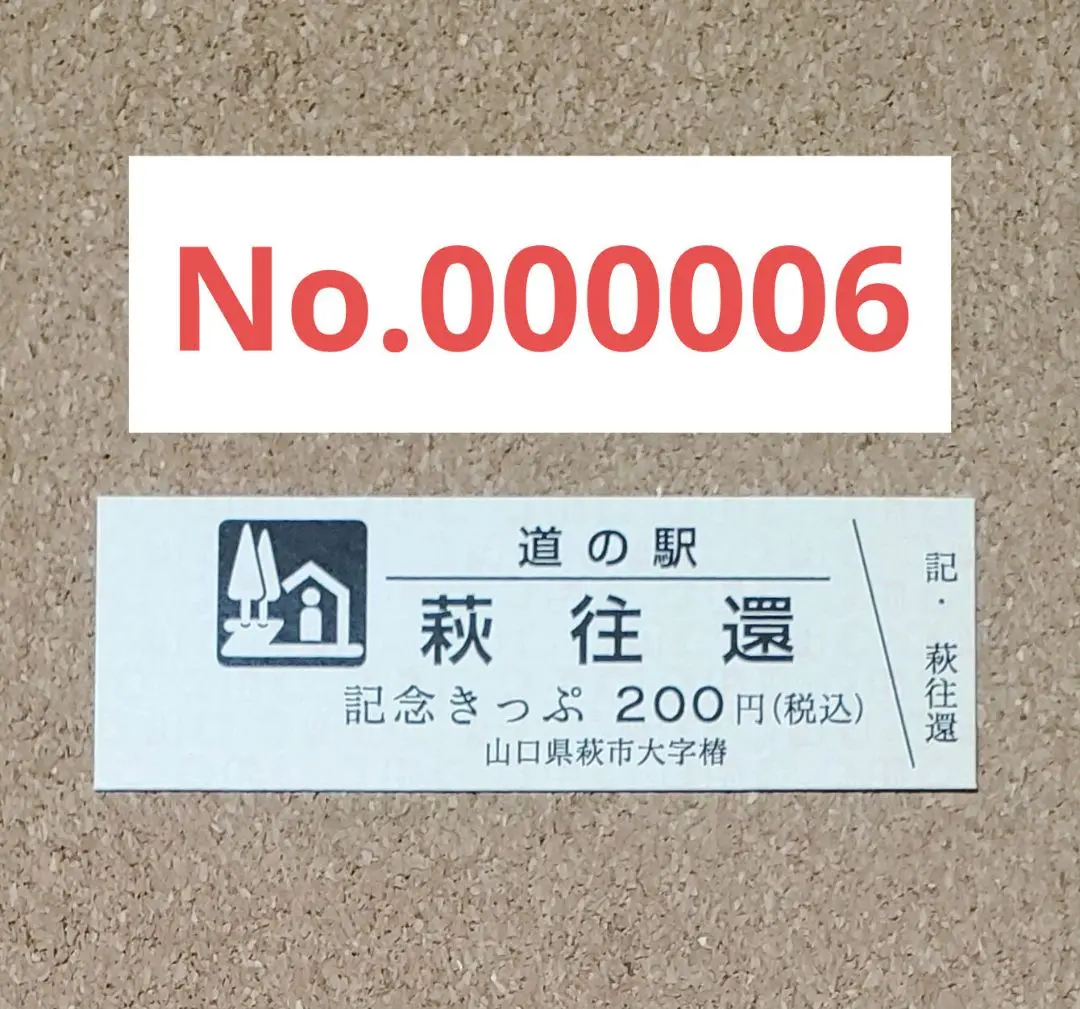 No.000006
道の駅
萩往還
記念きっぷ 200円(税込)
山口県萩市大字椿
記・萩往還